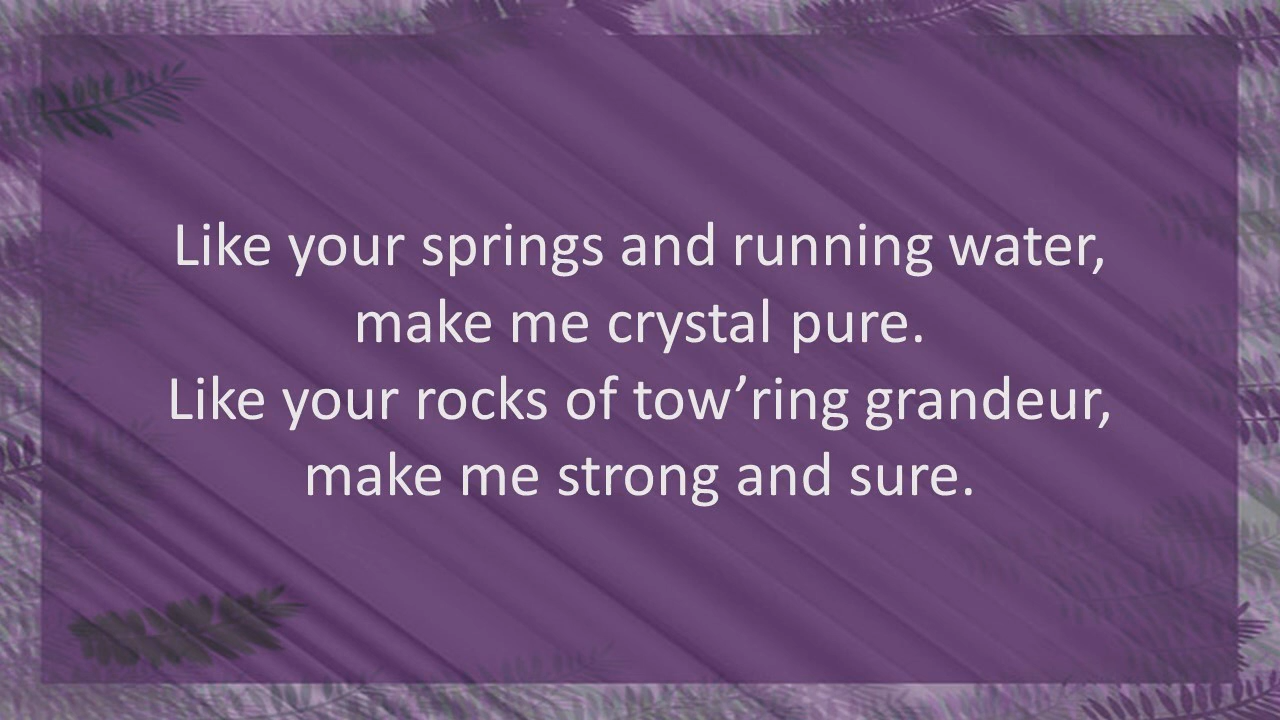 Like your springs and running water,
make me crystal pure.
Like your rocks of tow’ring grandeur,
make me strong and sure.